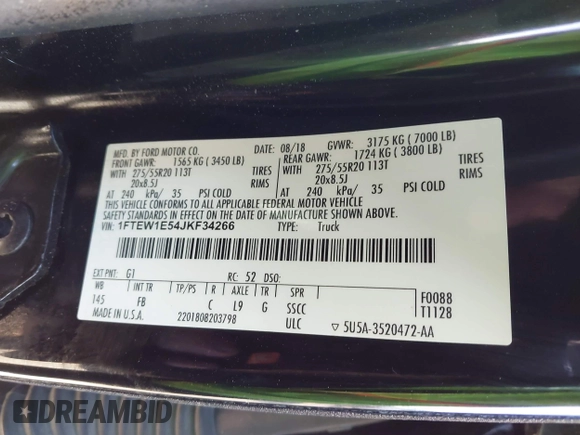 MFD. BY FORD MOTOR CO.
DATE: 08/18 GVWR: 3175 KG ( 7000 LB)
FRONT GAWR: 1565 KG ( 3450 LB) REAR GAWR: 1724 KG ( 3800 LB)
WITH 275/55R20 113T TIRES WITH 275/55R20 113T TIRES
20x8.5J RIMS 20x8.5J RIMS
AT 240 kPa/ 35 PSI COLD AT 240 kPa/ 35 PSI COLD
THIS VEHICLE CONFORMS TO ALL APPLICABLE FEDERAL MOTOR VEHICLE
SAFETY STANDARDS IN EFFECT ON THE DATE OF MANUFACTURE SHOWN ABOVE.
VIN: 1FTEW1E54JKF34266 TYPE: Truck
EXT PNT: G1 RC: 52 DSO:
WB INT TR TP/PS R AXLE TR SPR F0088
145 FB C L9 G SSCC T1128
MADE IN U.S.A. 2201808203798 ULC ▽ 5U5A-3520472-AA
DREAMBID